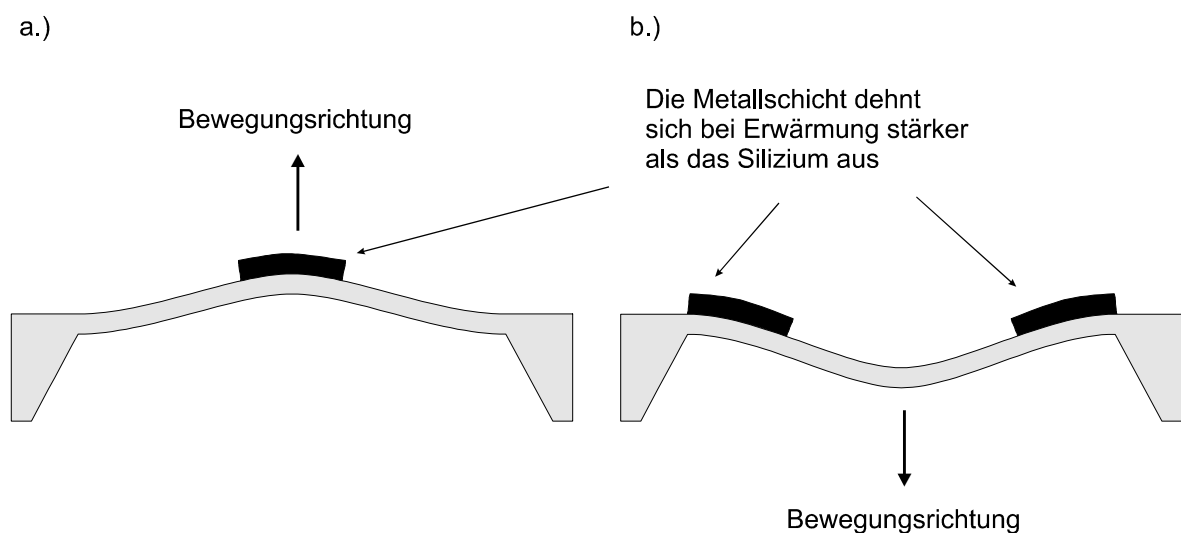 a.)
Bewegungsrichtung
b.)
Die Metallschicht dehnt
sich bei Erwärmung stärker
als das Silizium aus
Bewegungsrichtung